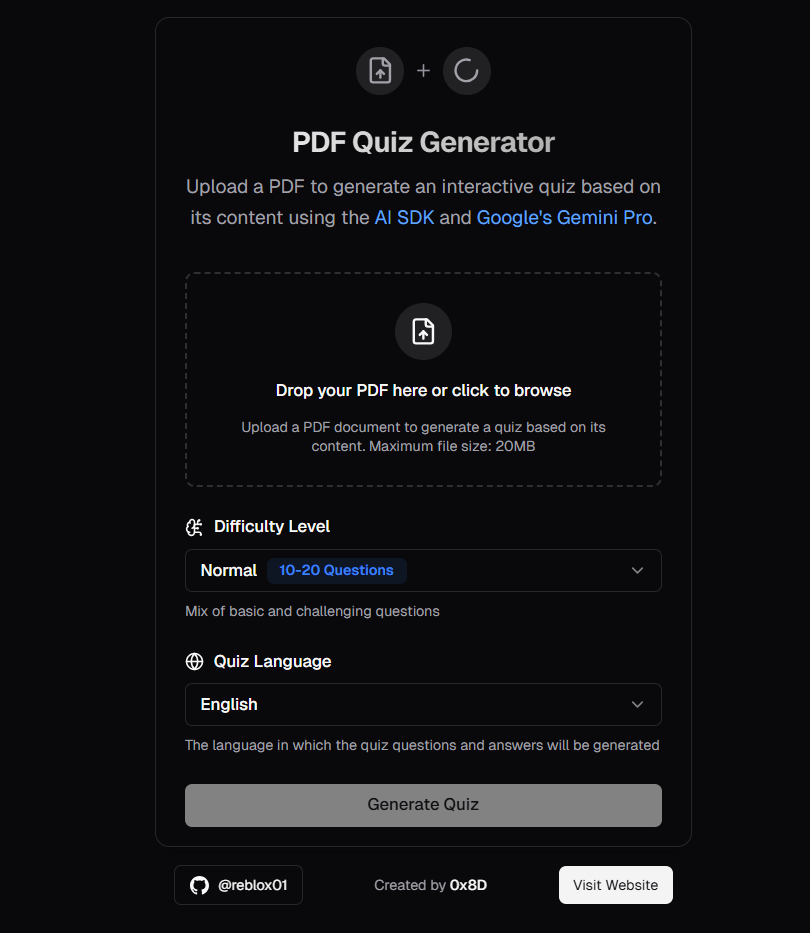 PDF Quiz Generator
Upload a PDF to generate an interactive quiz based on
its content using the AI SDK and Google's Gemini Pro.
Drop your PDF here or click to browse
Upload a PDF document to generate a quiz based on its
content. Maximum file size: 20MB
Difficulty Level
Normal 10-20 Questions
Mix of basic and challenging questions
Quiz Language
English
The language in which the quiz questions and answers will be generated
Generate Quiz
@reblox01 Created by 0x8D Visit Website